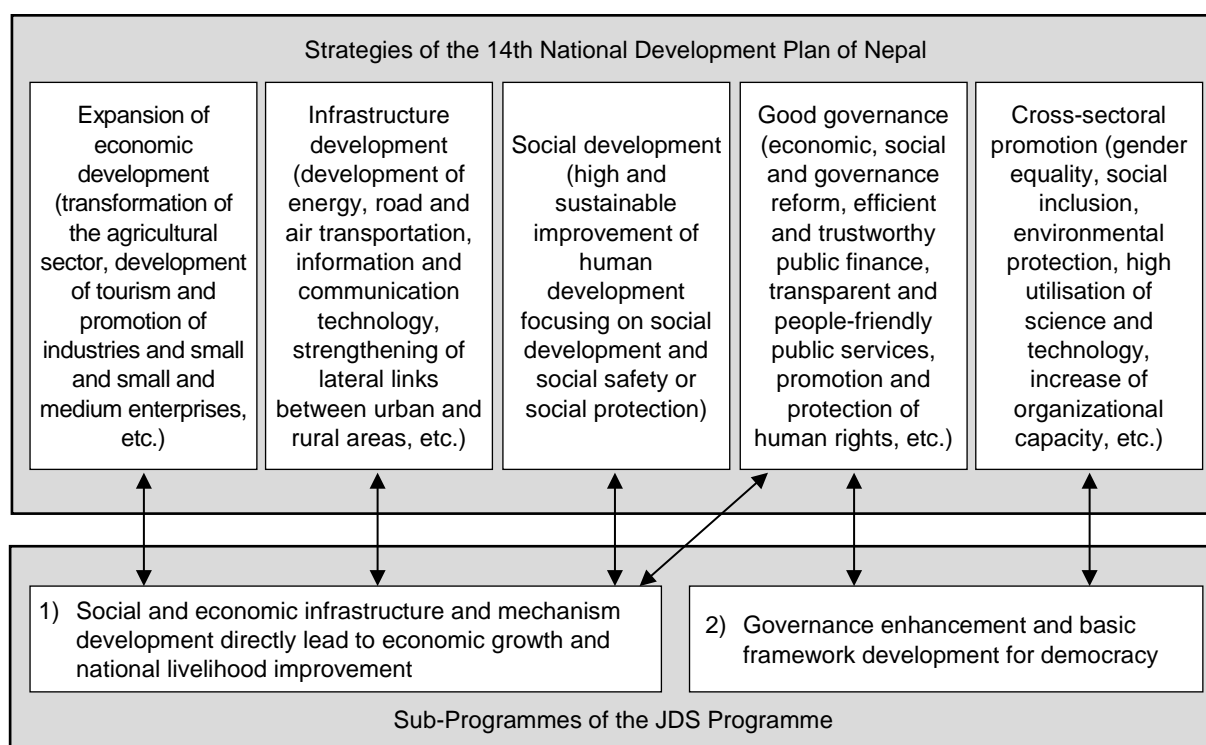 Strategies of the 14th National Development Plan of Nepal
Expansion of
economic
development
(transformation of
the agricultural
sector, development
of tourism and
promotion of
industries and small
and small and
medium enterprises,
etc.)
Infrastructure
development
(development of
energy, road and
air transportation,
information and
communication
technology,
strengthening of
lateral links
between urban and
rural areas, etc.)
Social development
(high and
sustainable
improvement of
human
development
focusing on social
development and
social safety or
social protection)
Good governance
(economic, social
and governance
reform, efficient
and trustworthy
public finance,
transparent and
people-friendly
public services,
promotion and
protection of
human rights, etc.)
Cross-sectoral
promotion (gender
equality, social
inclusion,
environmental
protection, high
utilisation of
science and
technology,
increase of
organizational
capacity, etc.)
1) Social and economic infrastructure and mechanism
development directly lead to economic growth and
national livelihood improvement
2) Governance enhancement and basic
framework development for democracy
Sub-Programmes of the JDS Programme